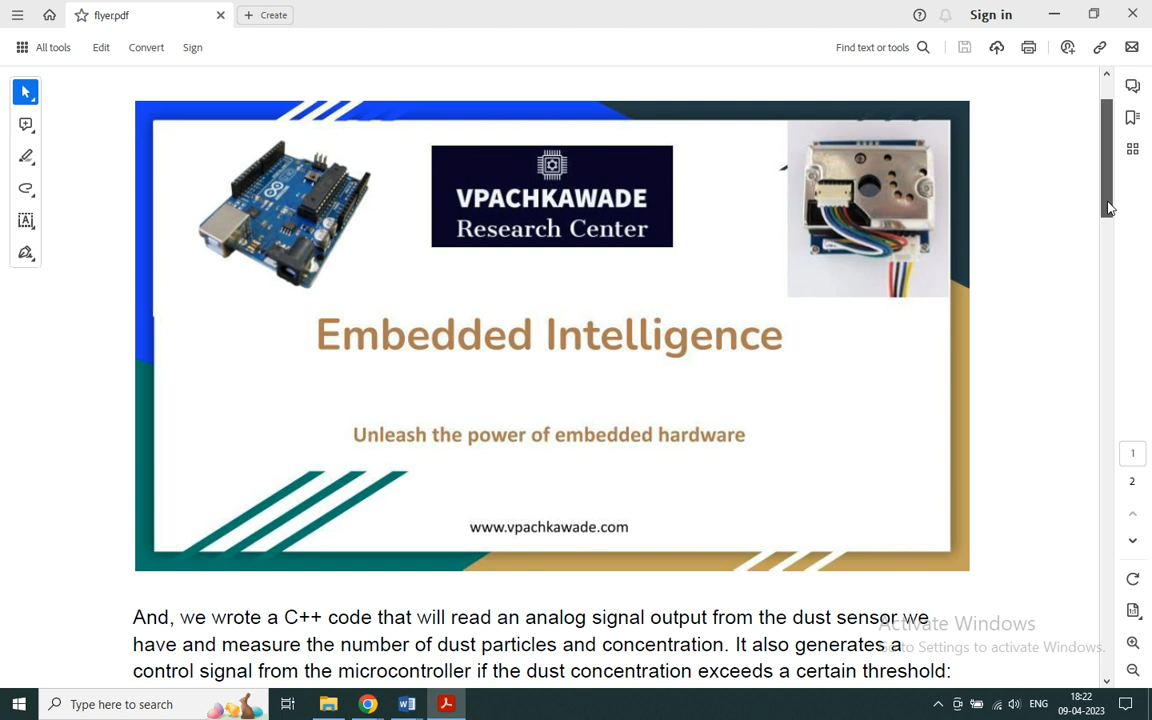 flyer.pdf
Create
Sign in
All tools
Edit
Convert
Sign
Find text or tools
VPACHKAWADE
Research Center
Embedded Intelligence
Unleash the power of embedded hardware
www.vpachkawade.com
1
2
And, we wrote a C++ code that will read an analog signal output from the dust sensor we
have and measure the number of dust particles and concentration. It also generates a
control signal from the microcontroller if the dust concentration exceeds a certain threshold:
Activate Windows
Go to Settings to activate Windows.
Type here to search
ENG
18:22
09-04-2023